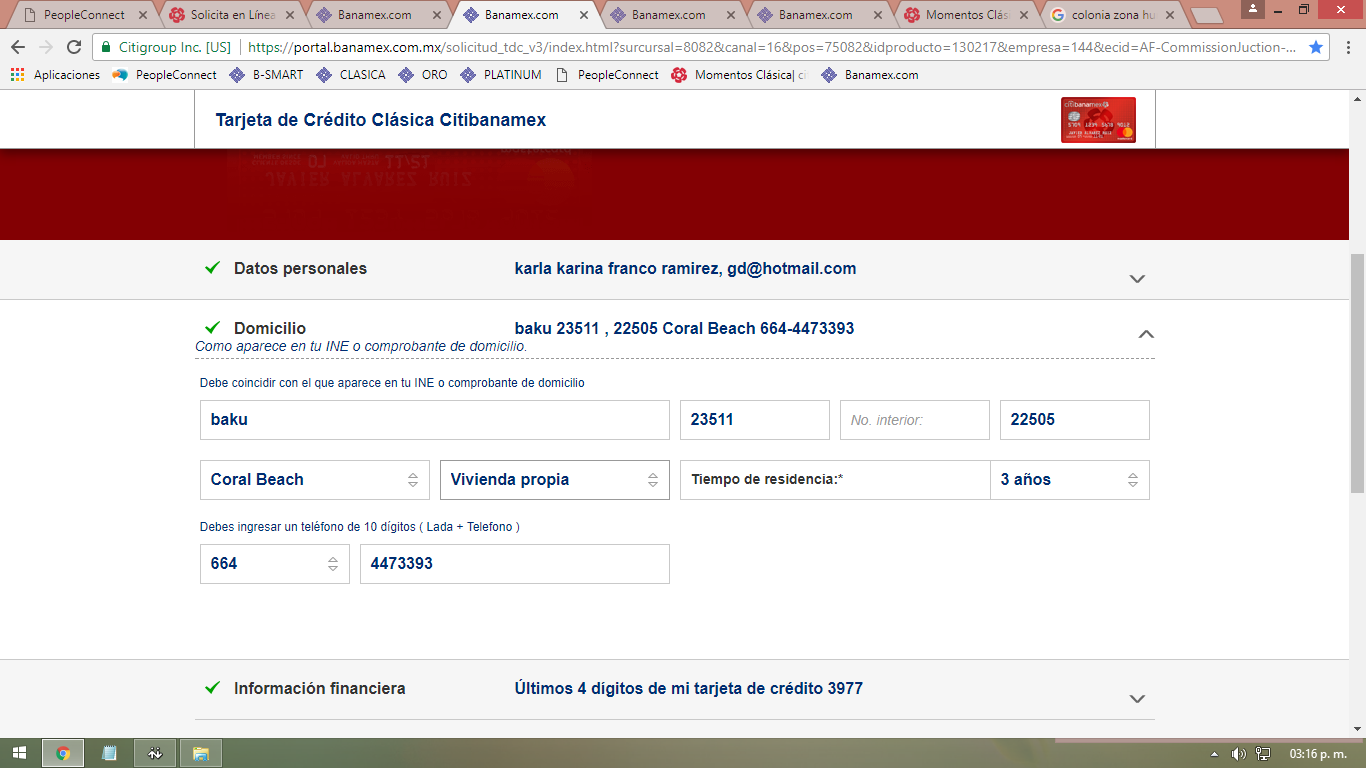 PeopleConnect
Solicita en Línea
Banamex.com
Banamex.com
Banamex.com
Banamex.com
Momentos Clás
colonia zona hu
Citigroup Inc. [US] https://portal.banamex.com.mx/solicitud_tdc_v3/index.html?surcursal=8082&canal=16&pos=75082&idproducto=130217&empresa=144&ecid=AF-CommissionJuction-...
Aplicaciones PeopleConnect B-SMART CLASICA ORO PLATINUM PeopleConnect Momentos Clásica| ci Banamex.com
Tarjeta de Crédito Clásica Citibanamex
citibanamex
JAVIER ALVAREZ RUIZ
Datos personales karla karina franco ramirez, gd@hotmail.com
Domicilio baku 23511 , 22505 Coral Beach 664-4473393
Como aparece en tu INE o comprobante de domicilio.
Debe coincidir con el que aparece en tu INE o comprobante de domicilio
baku 23511 No. interior: 22505
Coral Beach Vivienda propia Tiempo de residencia:* 3 años
Debes ingresar un teléfono de 10 dígitos ( Lada + Telefono )
664 4473393
Información financiera Últimos 4 dígitos de mi tarjeta de crédito 3977
03:16 p. m.